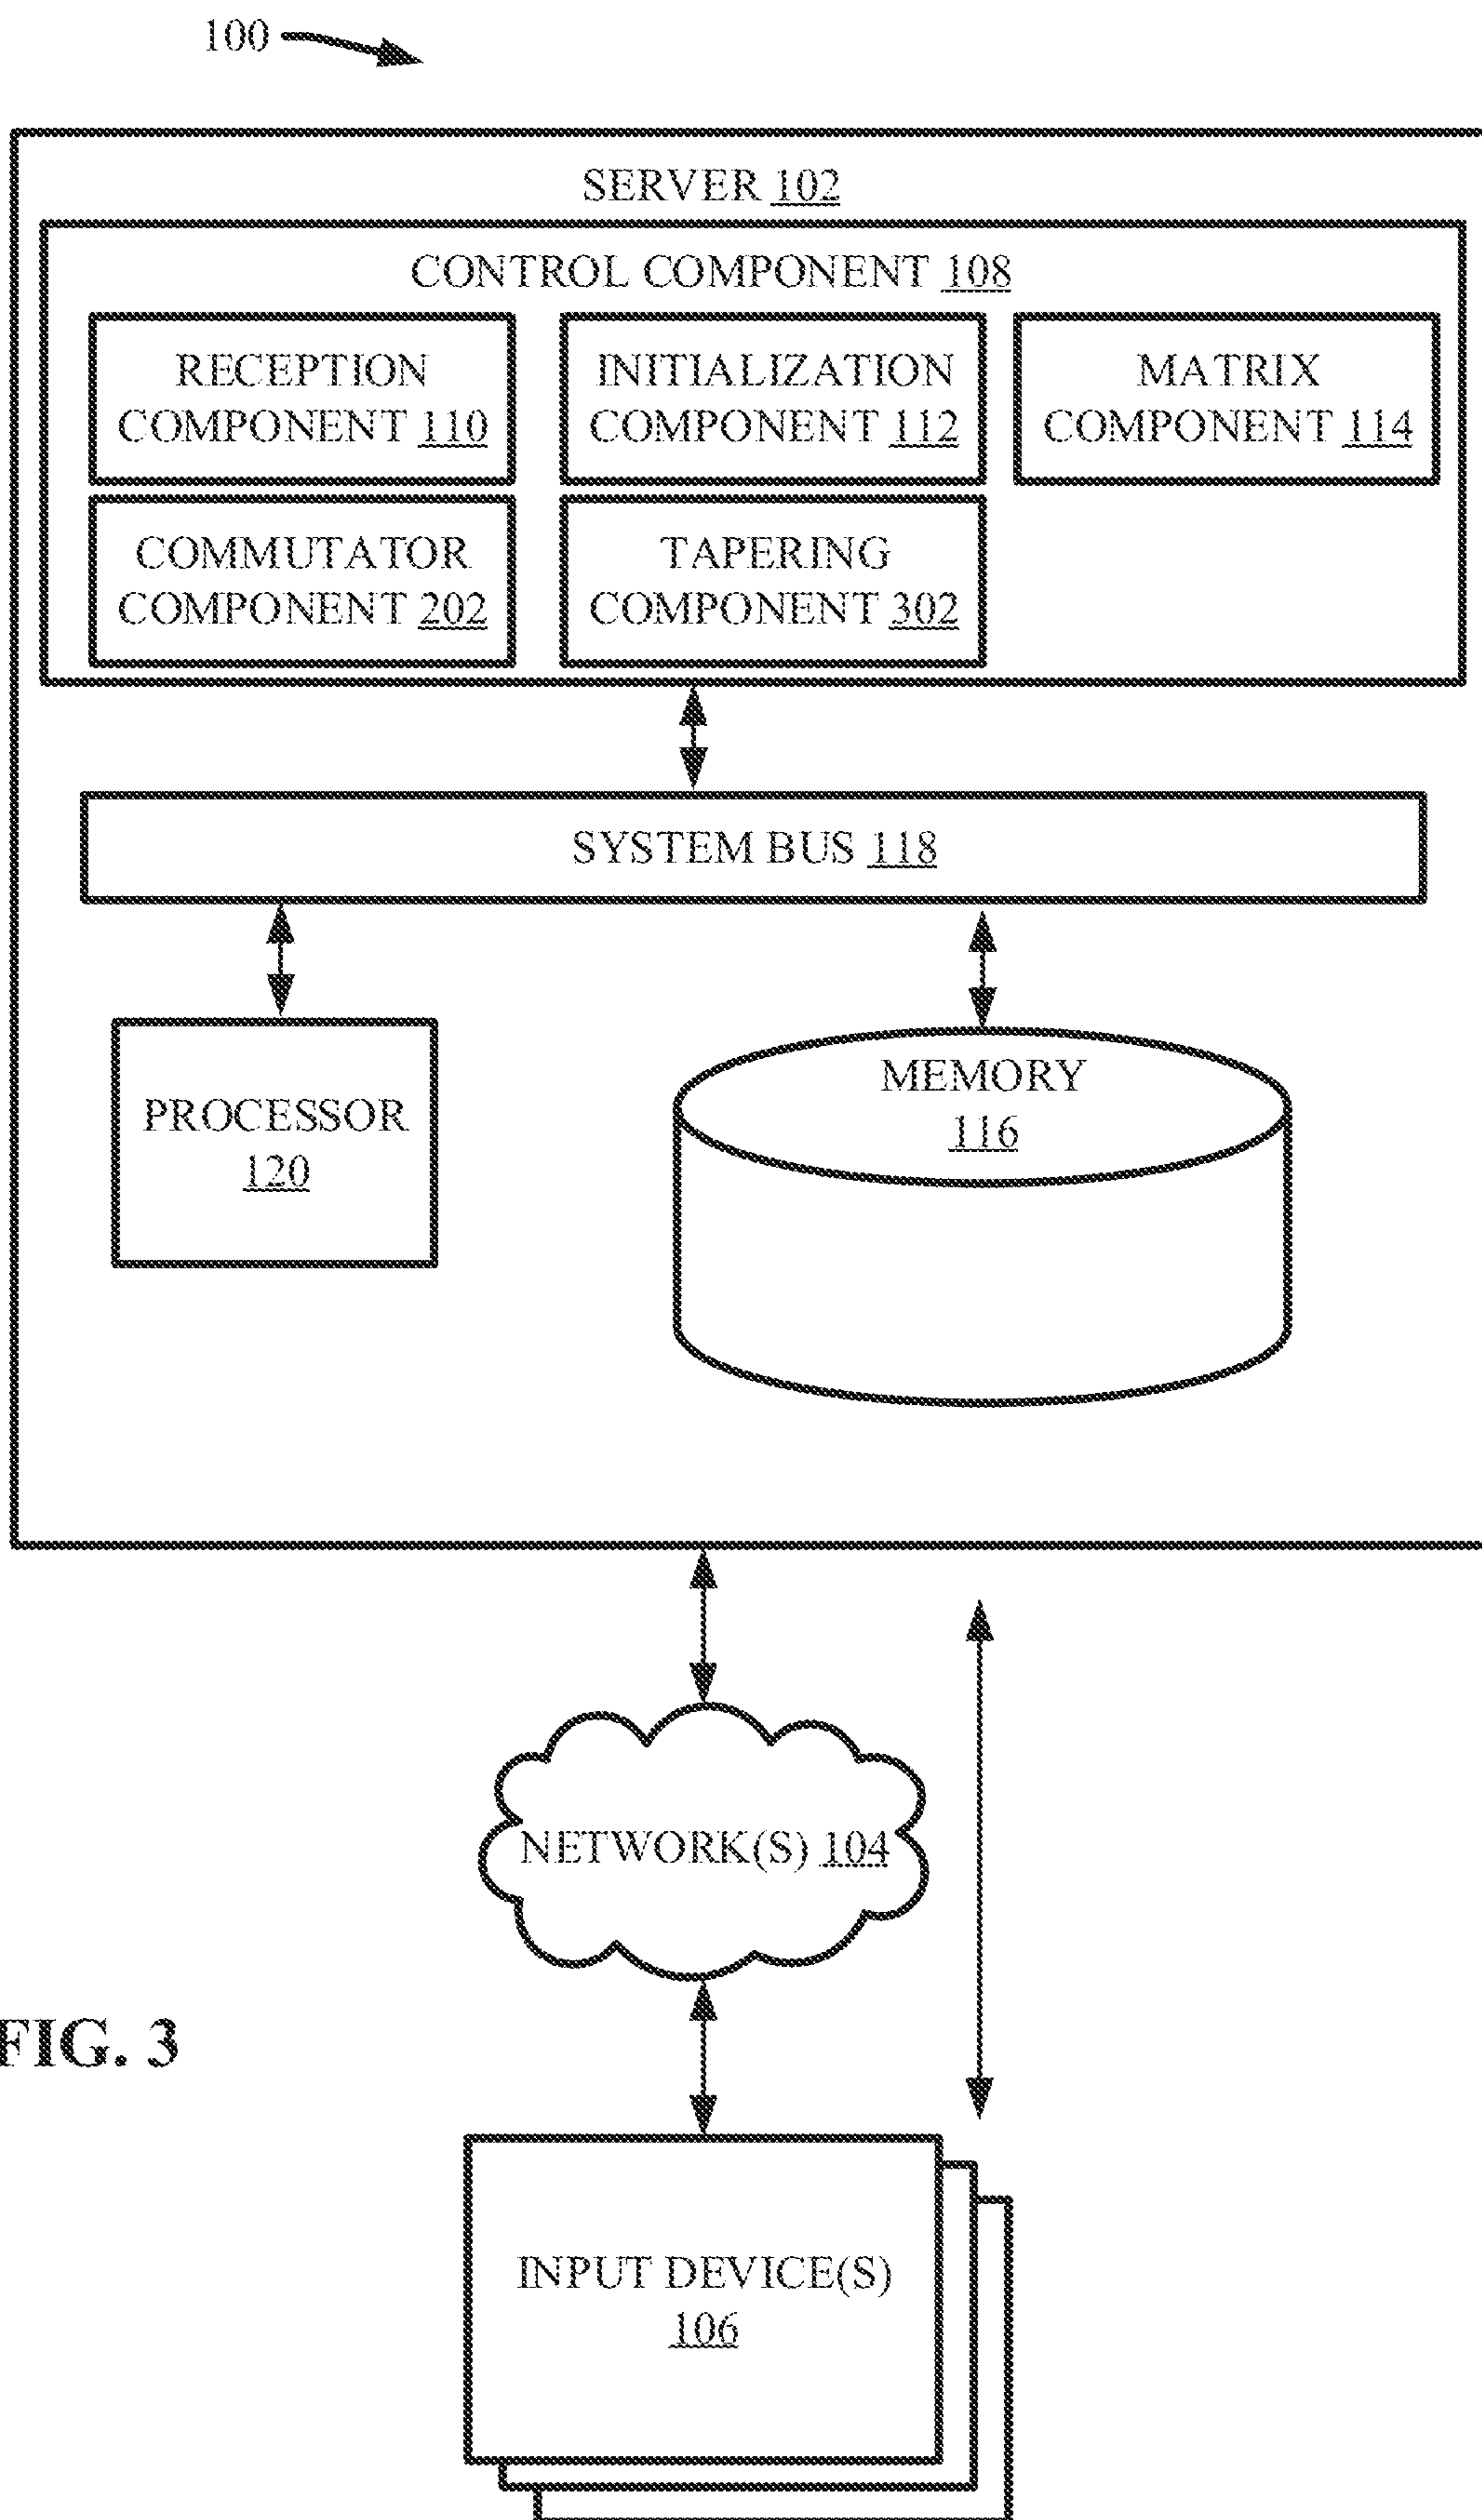 100
SERVER 102
CONTROL COMPONENT 108
RECEPTION
COMPONENT 110
INITIALIZATION
COMPONENT 112
MATRIX
COMPONENT 114
COMMUTATOR
COMPONENT 202
TAPERING
COMPONENT 302
SYSTEM BUS 118
PROCESSOR
120
MEMORY
116
NETWORK(S) 104
FIG. 3
INPUT DEVICE(S)
106